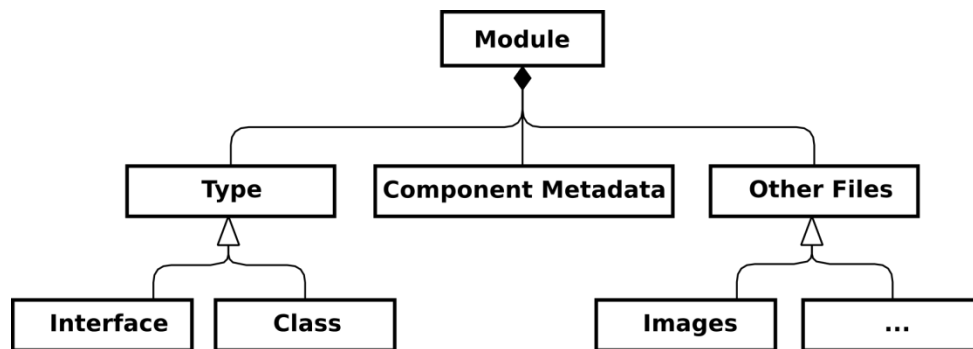 Module
Type
Component Metadata
Other Files
Interface
Class
Images
...